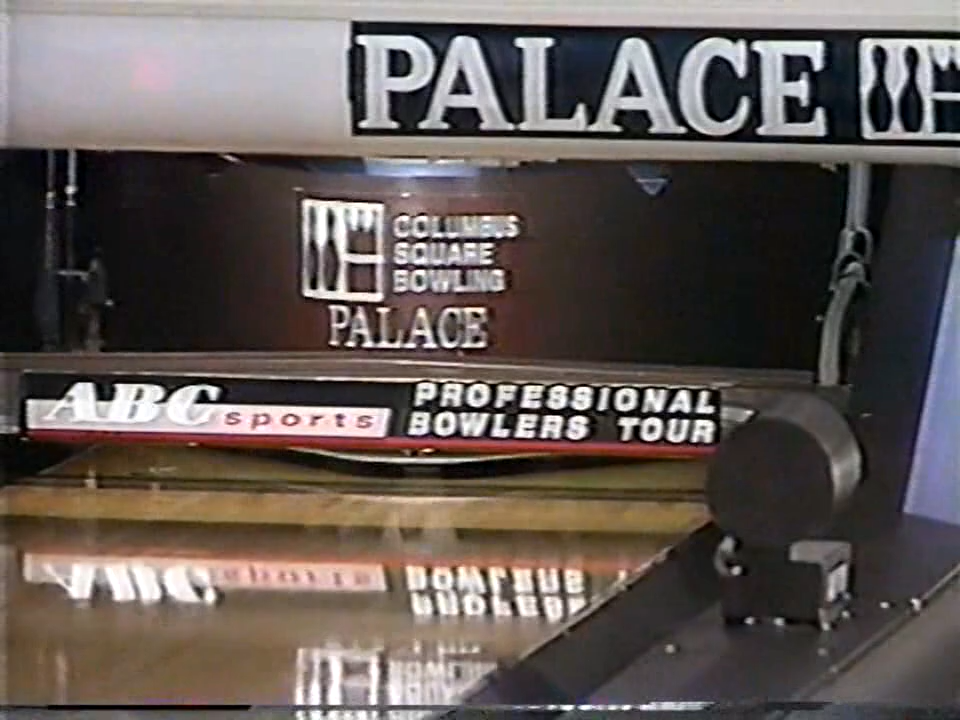 PALACE
COLUMBUS
SQUARE
BOWLING
PALACE
ABC sports
PROFESSIONAL
BOWLERS TOUR